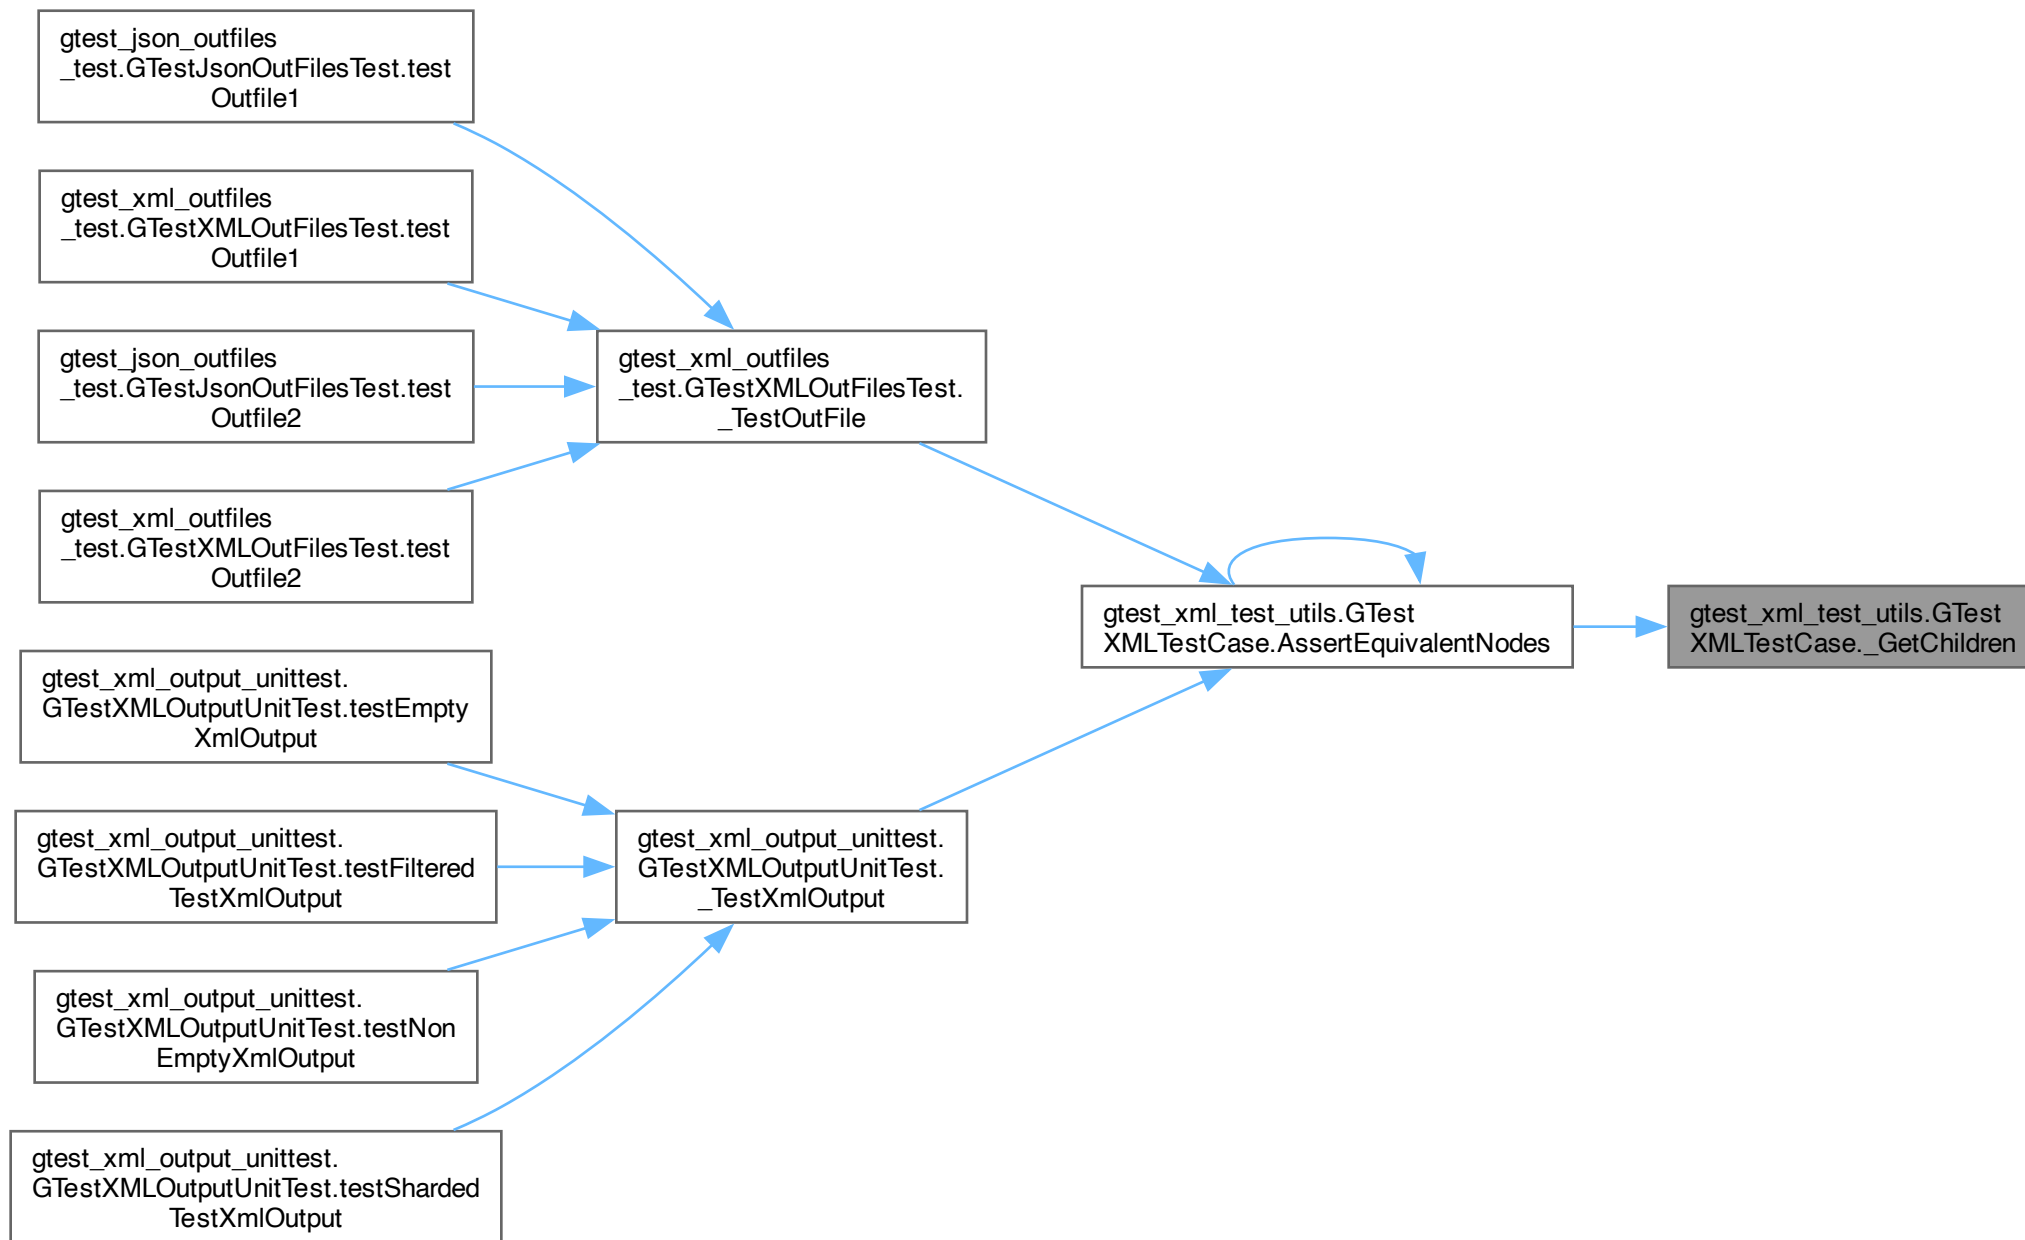 gtest_json_outfiles
_test.GTestJsonOutFilesTest.test
Outfile1
gtest_xml_outfiles
_test.GTestXMLOutFilesTest.test
Outfile1
gtest_json_outfiles
_test.GTestJsonOutFilesTest.test
Outfile2
gtest_xml_outfiles
_test.GTestXMLOutFilesTest.test
Outfile2
gtest_xml_output_unittest.
GTestXMLOutputUnitTest.testEmpty
XmlOutput
gtest_xml_output_unittest.
GTestXMLOutputUnitTest.testFiltered
TestXmlOutput
gtest_xml_output_unittest.
GTestXMLOutputUnitTest.testNon
EmptyXmlOutput
gtest_xml_output_unittest.
GTestXMLOutputUnitTest.testSharded
TestXmlOutput
gtest_xml_outfiles
_test.GTestXMLOutFilesTest.
_TestOutFile
gtest_xml_output_unittest.
GTestXMLOutputUnitTest.
_TestXmlOutput
gtest_xml_test_utils.GTest
XMLTestCase.AssertEquivalentNodes
gtest_xml_test_utils.GTest
XMLTestCase._GetChildren